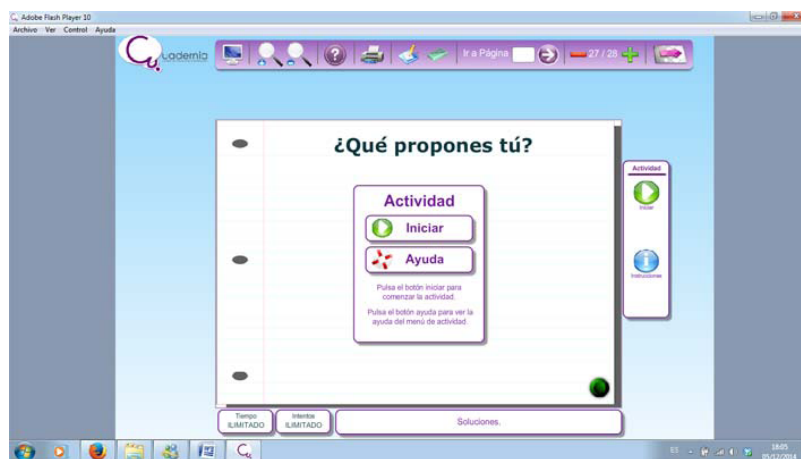 Adobe Flash Player 10
Archivo Ver Control Ayuda
Cuadernia
Ir a Página
27 / 28
¿Qué propones tú?
Actividad
Iniciar
Ayuda
Pulsa el botón iniciar para
comenzar la actividad.
Pulsa el botón ayuda para ver la
ayuda del menú de actividad.
Actividad
Iniciar
Instrucciones
Tiempo
ILIMITADO
Intentos
ILIMITADO
Soluciones.
ES
18:05
05/12/2014